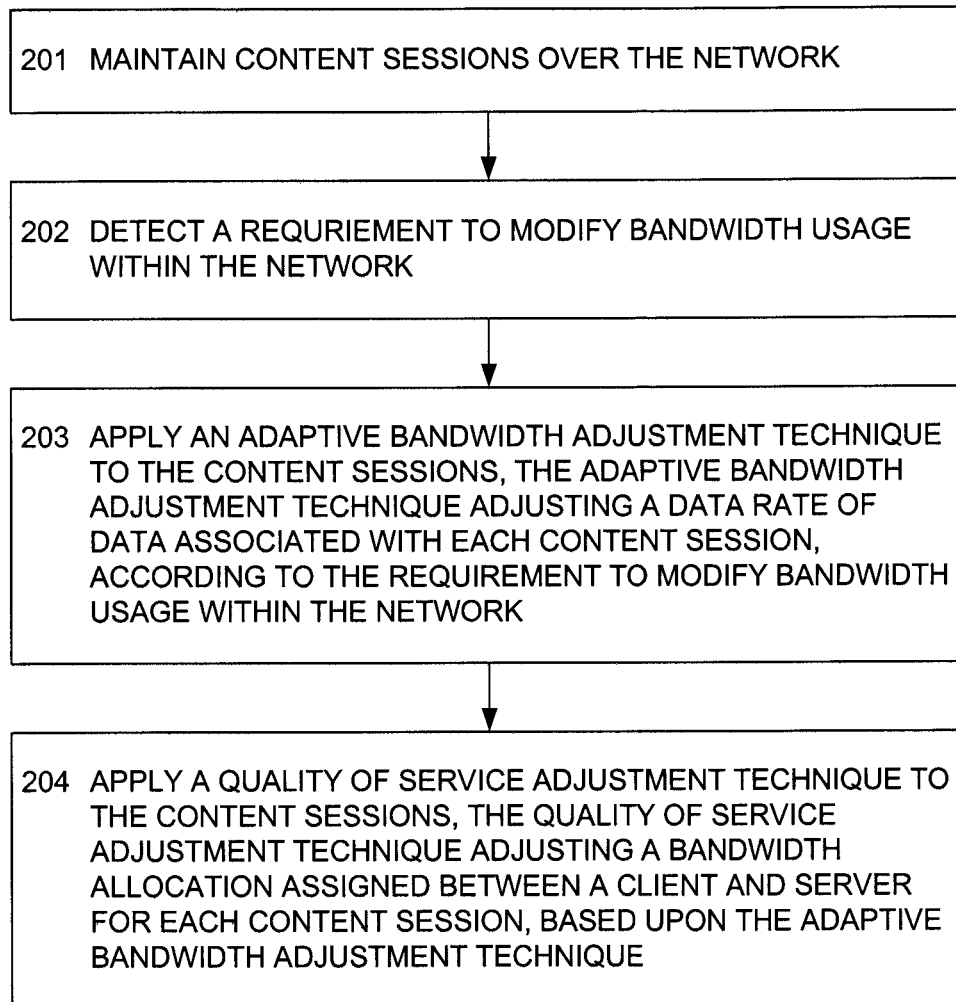 201 MAINTAIN CONTENT SESSIONS OVER THE NETWORK
202 DETECT A REQURIEMENT TO MODIFY BANDWIDTH USAGE
WITHIN THE NETWORK
203 APPLY AN ADAPTIVE BANDWIDTH ADJUSTMENT TECHNIQUE
TO THE CONTENT SESSIONS, THE ADAPTIVE BANDWIDTH
ADJUSTMENT TECHNIQUE ADJUSTING A DATA RATE OF
DATA ASSOCIATED WITH EACH CONTENT SESSION,
ACCORDING TO THE REQUIREMENT TO MODIFY BANDWIDTH
USAGE WITHIN THE NETWORK
204 APPLY A QUALITY OF SERVICE ADJUSTMENT TECHNIQUE TO
THE CONTENT SESSIONS, THE QUALITY OF SERVICE
ADJUSTMENT TECHNIQUE ADJUSTING A BANDWIDTH
ALLOCATION ASSIGNED BETWEEN A CLIENT AND SERVER
FOR EACH CONTENT SESSION, BASED UPON THE ADAPTIVE
BANDWIDTH ADJUSTMENT TECHNIQUE